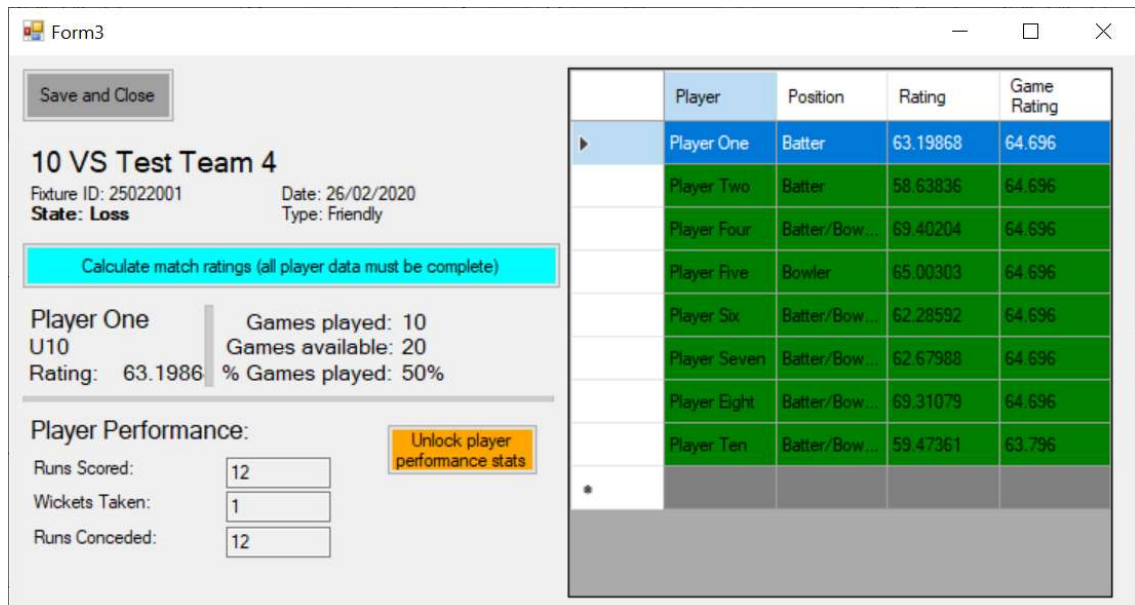 Form3
Save and Close
10 VS Test Team 4
Fixture ID: 25022001 Date: 26/02/2020
State: Loss Type: Friendly
Calculate match ratings (all player data must be complete)
Player One
U10
Rating: 63.1986
Games played: 10
Games available: 20
% Games played: 50%
Player Performance:
Unlock player
performance stats
Runs Scored: 12
Wickets Taken: 1
Runs Conceded: 12
Player Position Rating Game
Rating
Player One Batter 63.19868 64.696
Player Two Batter 58.63836 64.696
Player Four Batter/Bow... 69.40204 64.696
Player Five Bowler 65.00303 64.696
Player Six Batter/Bow... 62.28592 64.696
Player Seven Batter/Bow... 62.67988 64.696
Player Eight Batter/Bow... 69.31079 64.696
Player Ten Batter/Bow... 59.47361 63.796